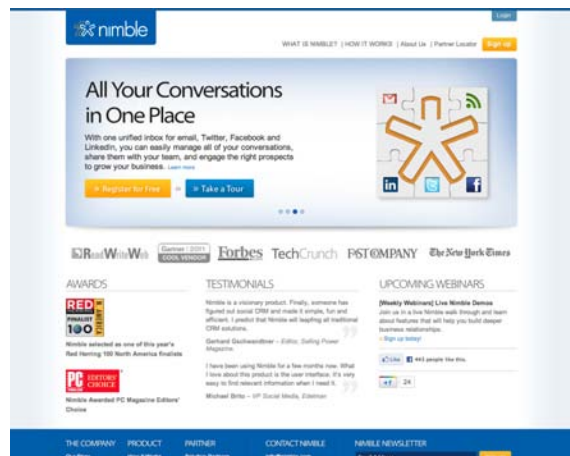 Login
nimble
WHAT IS NIMBLE? | HOW IT WORKS | About Us | Partner Locator
Sign up
All Your Conversations
in One Place
With one unified inbox for email, Twitter, Facebook and
LinkedIn, you can easily manage all of your conversations,
share them with your team, and engage the right prospects
to grow your business. Learn more
» Register for Free or » Take a Tour
in
f
ReadWriteWeb Gartner 2011 COOL VENDOR Forbes TechCrunch FAST COMPANY The New York Times
AWARDS
RED
FINALIST
100
Nimble selected as one of this year's
Red Herring 100 North America finalists
PC EDITORS' CHOICE
Nimble Awarded PC Magazine Editors'
Choice
TESTIMONIALS
Nimble is a visionary product. Finally, someone has
figured out social CRM and made it simple, fun and
efficient. I predict that Nimble will leapfrog all traditional
CRM solutions.
Gerhard Gschwandtner – Editor, Selling Power
Magazine
I have been using Nimble for a few months now. What
I love about this product is the user interface. It's very
easy to find relevant information when I need it.
Michael Brito – VP Social Media, Edelman
UPCOMING WEBINARS
[Weekly Webinars] Live Nimble Demos
Join us in a live Nimble walk through and learn
about features that will help you build deeper
business relationships.
» Sign up today!
Like 443 people like this.
+1 24
THE COMPANY PRODUCT PARTNER CONTACT NIMBLE NIMBLE NEWSLETTER